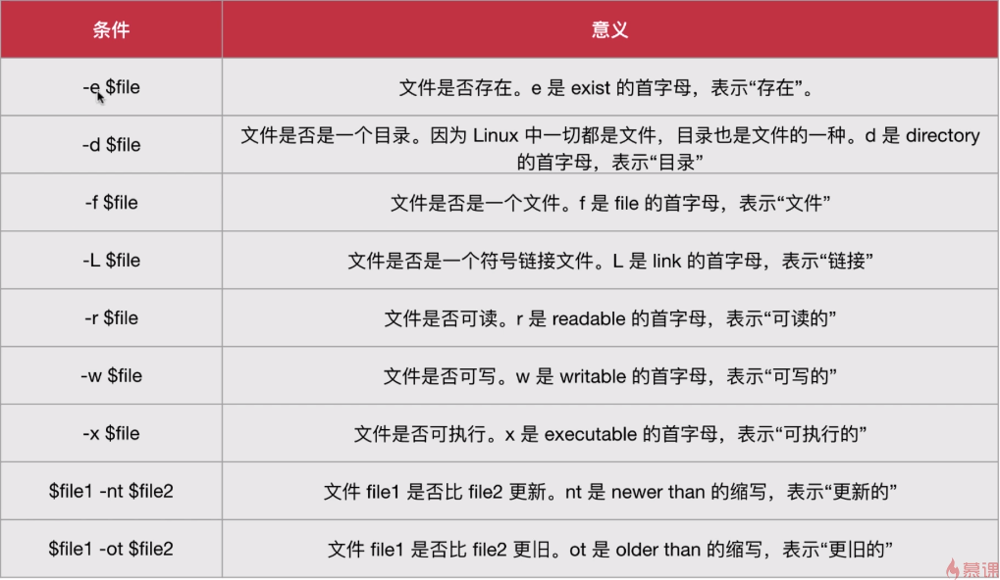 条件 意义
-e $file 文件是否存在。e 是 exist 的首字母，表示“存在”。
-d $file 文件是否是一个目录。因为 Linux 中一切都是文件，目录也是文件的一种。d 是 directory
的首字母，表示“目录”
-f $file 文件是否是一个文件。f 是 file 的首字母，表示“文件”
-L $file 文件是否是一个符号链接文件。L 是 link 的首字母，表示“链接”
-r $file 文件是否可读。r 是 readable 的首字母，表示“可读的”
-w $file 文件是否可写。w 是 writable 的首字母，表示“可写的”
-x $file 文件是否可执行。x 是 executable 的首字母，表示“可执行的”
$file1 -nt $file2 文件 file1 是否比 file2 更新。nt 是 newer than 的缩写，表示“更新的”
$file1 -ot $file2 文件 file1 是否比 file2 更旧。ot 是 older than 的缩写，表示“更旧的”
慕课